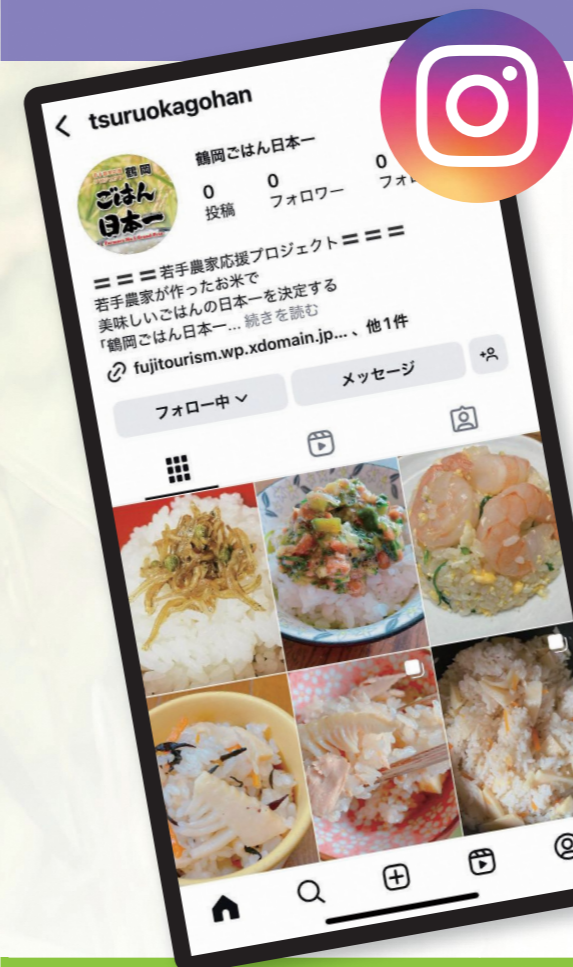 tsuruokagohan
鶴岡
ごはん
日本一
鶴岡ごはん日本一
0
投稿
0
フォロワー
0
フォロ
= = = 若手農家応援プロジェクト = = =
若手農家が作ったお米で
美味しいごはんの日本一を決定する
「鶴岡ごはん日本一... 続きを読む
fujitourism.wp.xdomain.jp... 、他1件
フォロー中
メッセージ